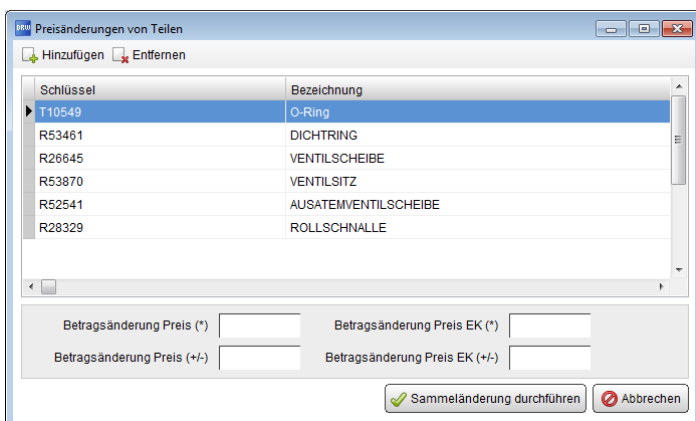 DRW Preisänderungen von Teilen
Hinzufügen Entfernen
Schlüssel Bezeichnung
T10549 O-Ring
R53461 DICHTRING
R26645 VENTILSCHEIBE
R53870 VENTILSITZ
R52541 AUSATEMVENTILSCHEIBE
R28329 ROLLSCHNALLE
Betragsänderung Preis (*) Betragsänderung Preis EK (*)
Betragsänderung Preis (+/-) Betragsänderung Preis EK (+/-)
Sammeländerung durchführen Abbrechen